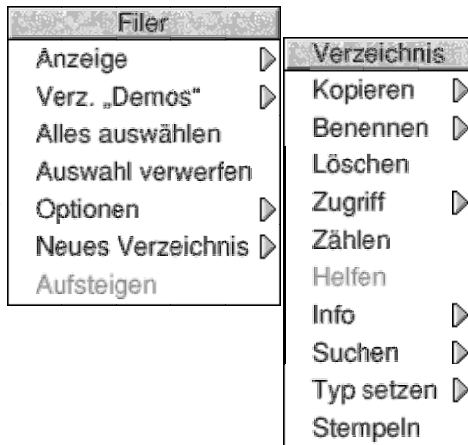 Filer
Anzeige
Verz. „Demos“
Alles auswählen
Auswahl verwerfen
Optionen
Neues Verzeichnis
Aufsteigen
Verzeichnis
Kopieren
Benennen
Löschen
Zugriff
Zählen
Helfen
Info
Suchen
Typ setzen
Stempeln